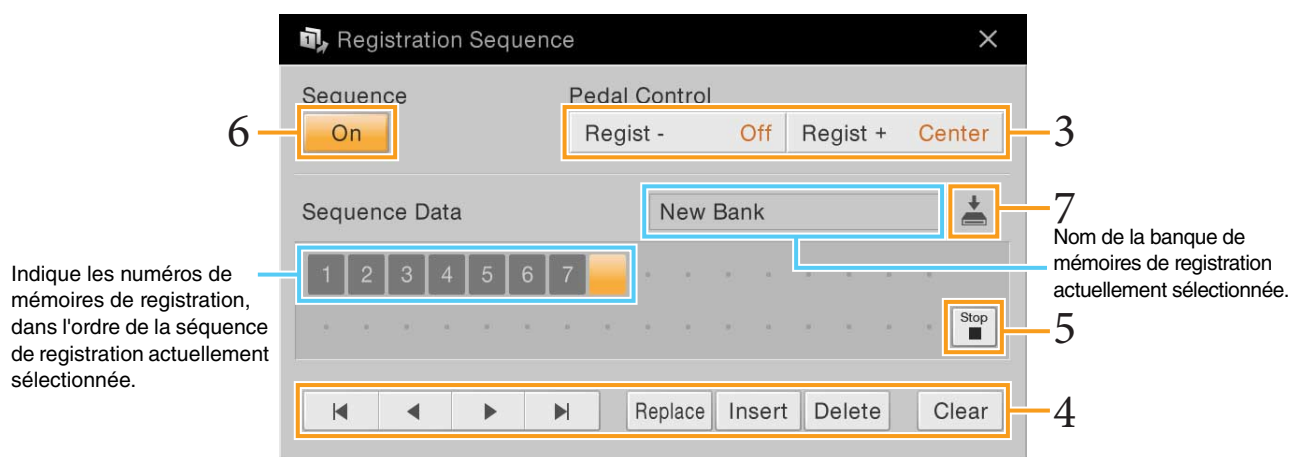 1 Registration Sequence
Sequence Pedal Control
6 On Regist - Off Regist + Center 3
Sequence Data New Bank 7
Nom de la banque de
mémoires de registration
actuellement sélectionnée.
Indique les numéros de
mémoires de registration,
dans l'ordre de la séquence
de registration actuellement
sélectionnée.
1 2 3 4 5 6 7
Stop 5
Replace Insert Delete Clear 4